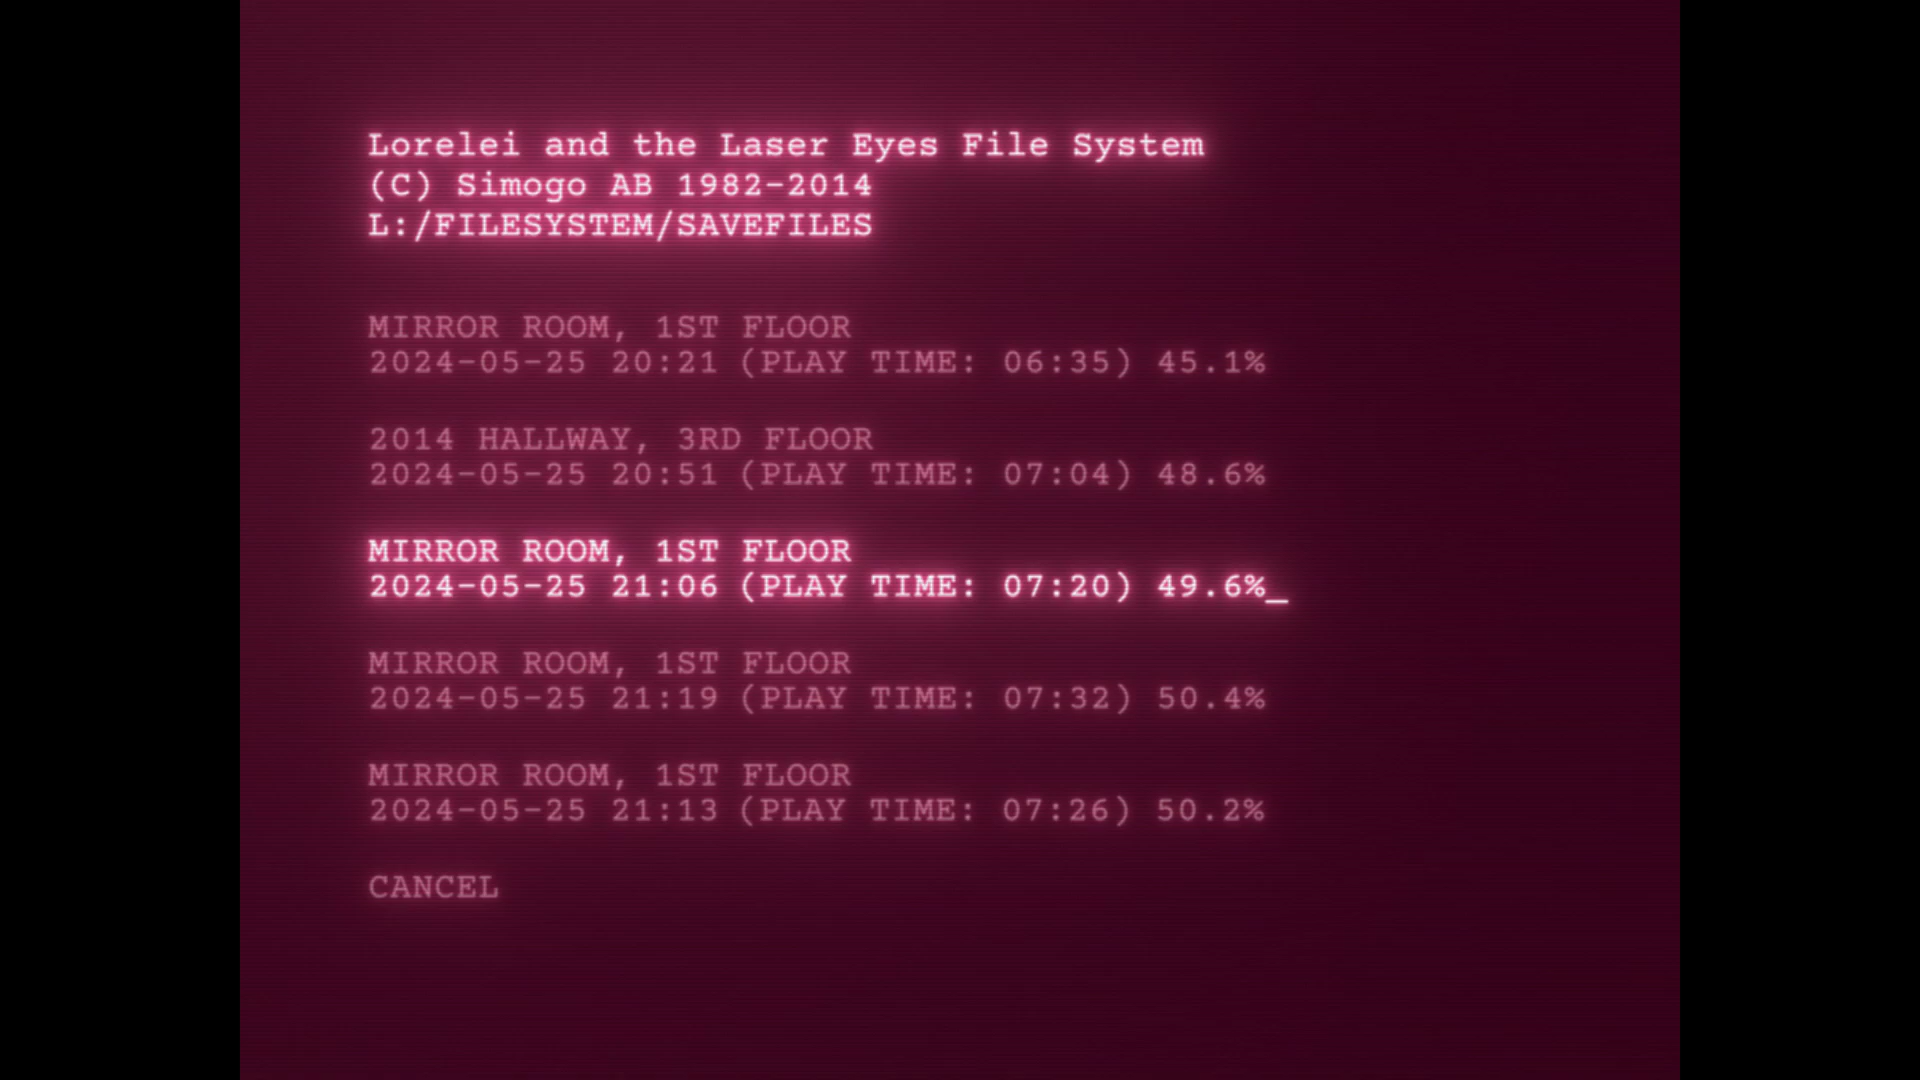 Lorelei and the Laser Eyes File System
(C) Simogo AB 1982-2014
L:/FILESYSTEM/SAVEFILES
MIRROR ROOM, 1ST FLOOR
2024-05-25 20:21 (PLAY TIME: 06:35) 45.1%
2014 HALLWAY, 3RD FLOOR
2024-05-25 20:51 (PLAY TIME: 07:04) 48.6%
MIRROR ROOM, 1ST FLOOR
2024-05-25 21:06 (PLAY TIME: 07:20) 49.6%_
MIRROR ROOM, 1ST FLOOR
2024-05-25 21:19 (PLAY TIME: 07:32) 50.4%
MIRROR ROOM, 1ST FLOOR
2024-05-25 21:13 (PLAY TIME: 07:26) 50.2%
CANCEL